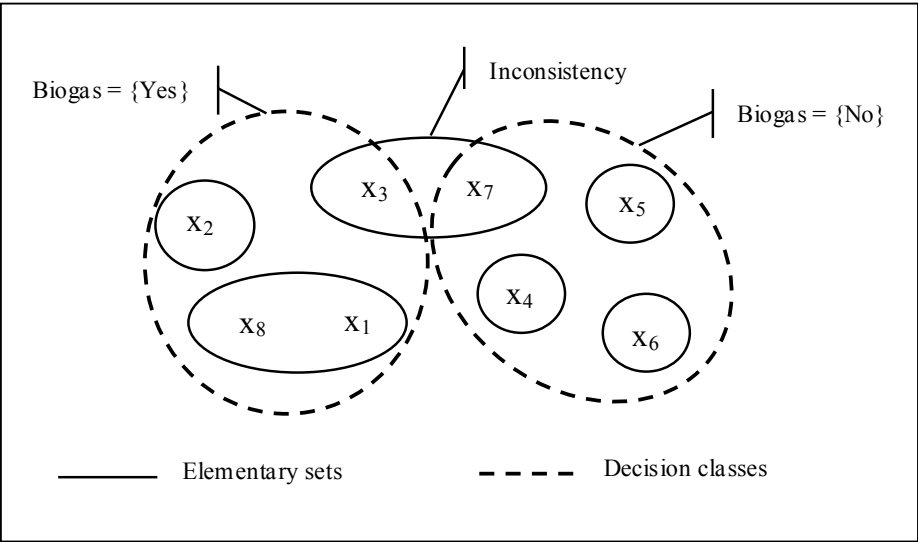 Inconsistency
Biogas = {Yes}
Biogas = {No}
x₃
x₇
x₅
x₂
x₄
x₈
x₁
x₆
Elementary sets
Decision classes